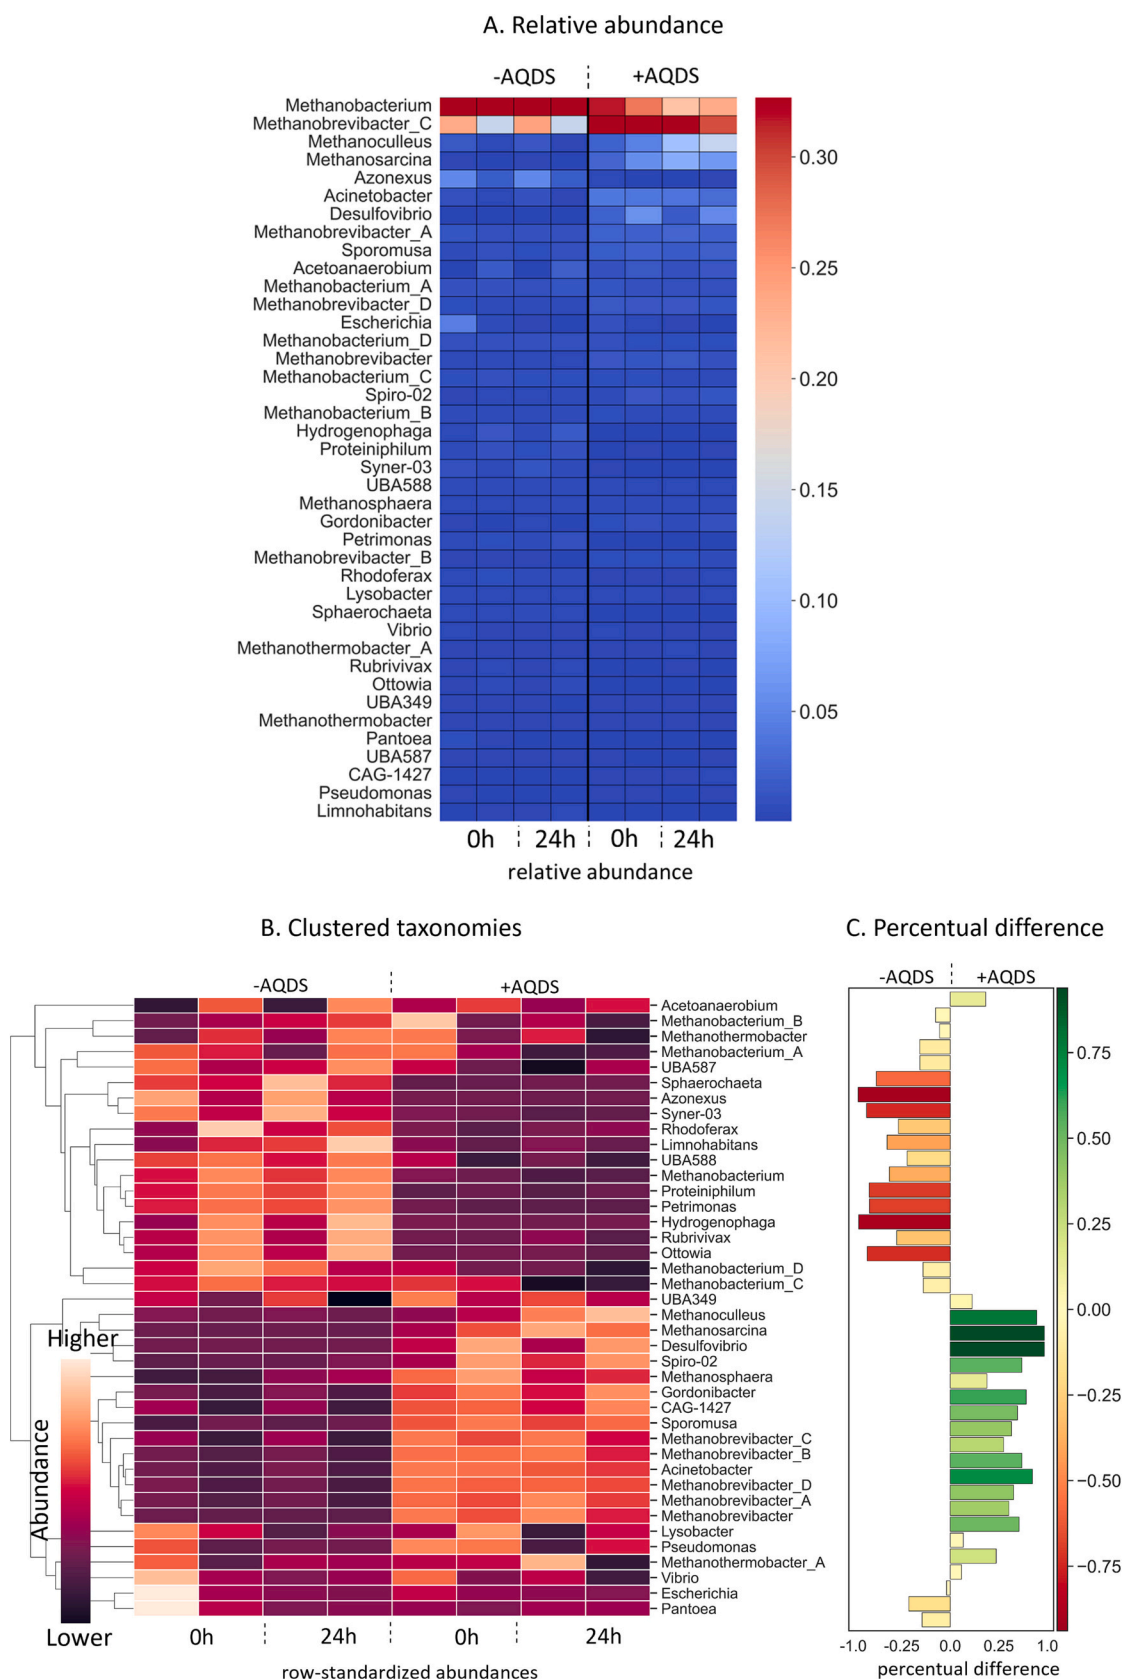 A. Relative abundance
-AQDS +AQDS
Methanobacterium
Methanobrevibacter_C
Methanoculleus
Methanosarcina
Azonexus
Acinetobacter
Desulfovibrio
Methanobrevibacter_A
Sporomusa
Acetoanaerobium
Methanobacterium_A
Methanobrevibacter_D
Escherichia
Methanobacterium_D
Methanobrevibacter
Methanobacterium_C
Spiro-02
Methanobacterium_B
Hydrogenophaga
Proteiniphilum
Syner-03
UBA588
Methanosphaera
Gordonibacter
Petrimonas
Methanobrevibacter_B
Rhodoferax
Lysobacter
Sphaerochaeta
Vibrio
Methanothermobacter_A
Rubrivivax
Ottowia
UBA349
Methanothermobacter
Pantoea
UBA587
CAG-1427
Pseudomonas
Limnohabitans
0.30
0.25
0.20
0.15
0.10
0.05
0h 24h 0h 24h
relative abundance
B. Clustered taxonomies
-AQDS +AQDS
Acetoanaerobium
Methanobacterium_B
Methanothermobacter
Methanobacterium_A
UBA587
Sphaerochaeta
Azonexus
Syner-03
Rhodoferax
Limnohabitans
UBA588
Methanobacterium
Proteiniphilum
Petrimonas
Hydrogenophaga
Rubrivivax
Ottowia
Methanobacterium_D
Methanobacterium_C
UBA349
Methanoculleus
Methanosarcina
Desulfovibrio
Spiro-02
Methanosphaera
Gordonibacter
CAG-1427
Sporomusa
Methanobrevibacter_C
Methanobrevibacter_B
Acinetobacter
Methanobrevibacter_D
Methanobrevibacter_A
Methanobrevibacter
Lysobacter
Pseudomonas
Methanothermobacter_A
Vibrio
Escherichia
Pantoea
Higher
Abundance
Lower
0h 24h 0h 24h
row-standardized abundances
C. Percentual difference
-AQDS +AQDS
0.75
0.50
0.25
0.00
−0.25
−0.50
−0.75
-1.0 -0.25 0.0 0.25 1.0
percentual difference